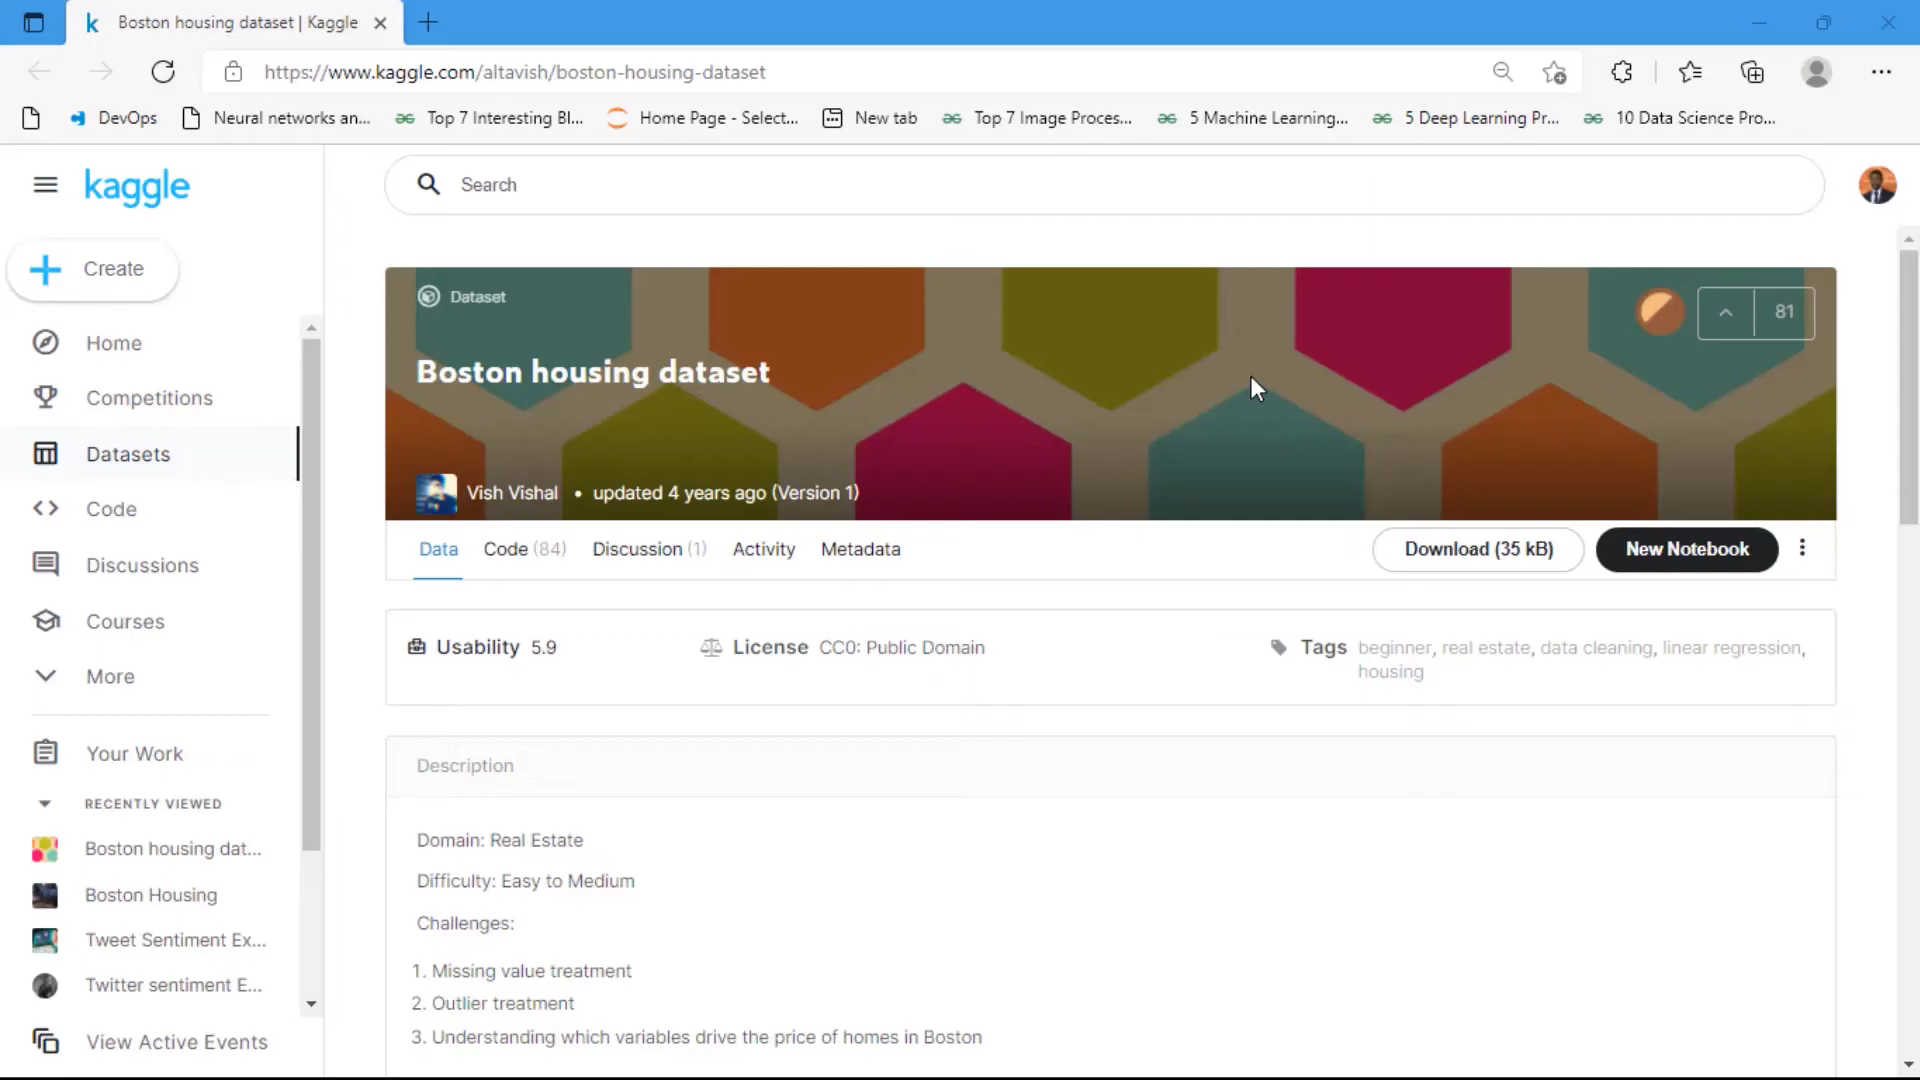 Boston housing dataset | Kaggle
https://www.kaggle.com/altavish/boston-housing-dataset
DevOps
Neural networks an...
Top 7 Interesting Bl...
Home Page - Select...
New tab
Top 7 Image Proces...
5 Machine Learning...
5 Deep Learning Pr...
10 Data Science Pro...
kaggle
Search
Create
Home
Competitions
Datasets
Code
Discussions
Courses
More
Your Work
RECENTLY VIEWED
Boston housing dat...
Boston Housing
Tweet Sentiment Ex...
Twitter sentiment E...
View Active Events
Dataset
81
Boston housing dataset
Vish Vishal • updated 4 years ago (Version 1)
Data
Code (84)
Discussion (1)
Activity
Metadata
Download (35 kB)
New Notebook
Usability 5.9
License CC0: Public Domain
Tags beginner, real estate, data cleaning, linear regression,
housing
Description
Domain: Real Estate
Difficulty: Easy to Medium
Challenges:
1. Missing value treatment
2. Outlier treatment
3. Understanding which variables drive the price of homes in Boston